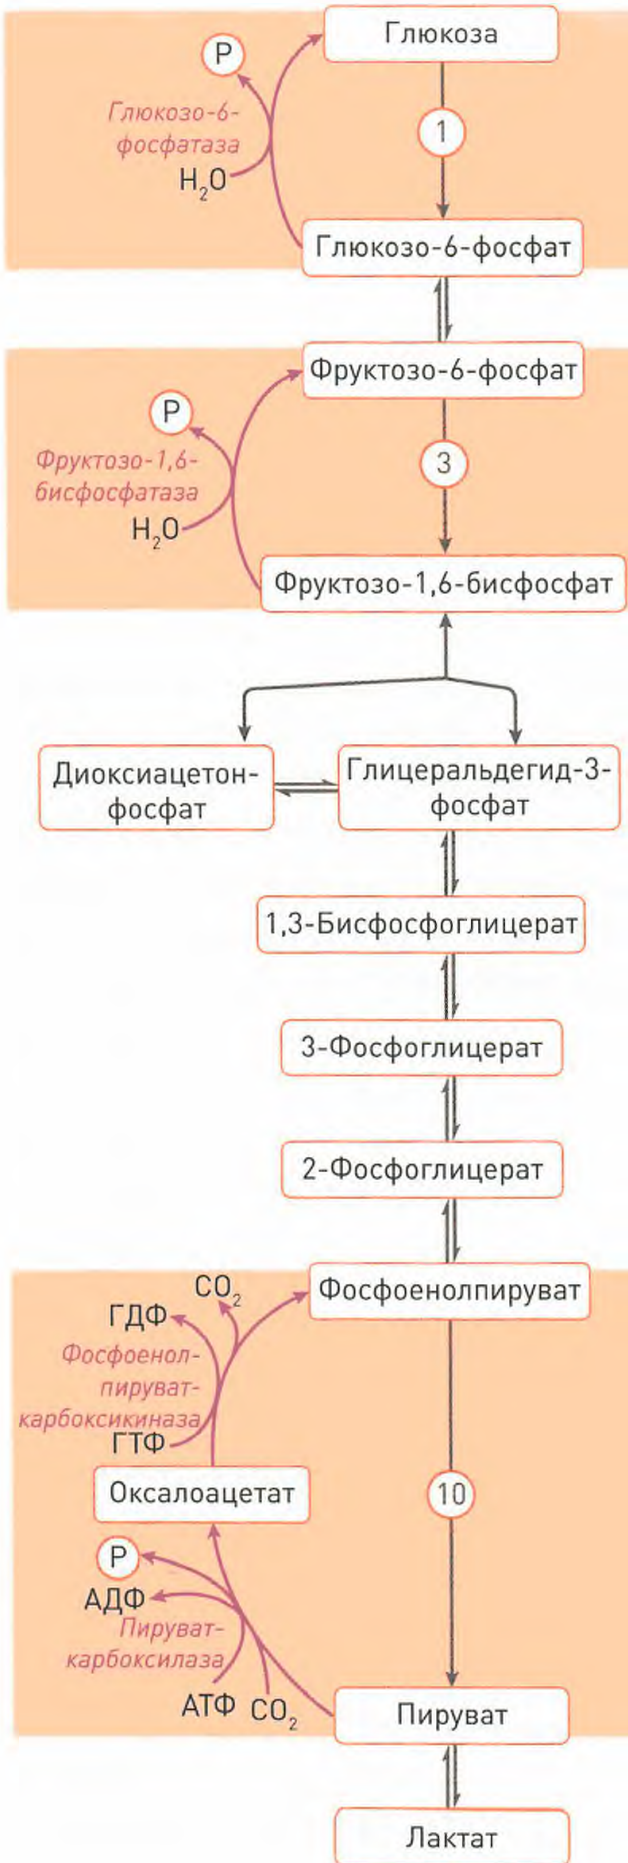 Глюкоза
P
Глюкозо-6-
фосфатаза
H₂O
1
Глюкозо-6-фосфат
Фруктозо-6-фосфат
P
Фруктозо-1,6-
бисфосфатаза
H₂O
3
Фруктозо-1,6-бисфосфат
Диоксиацетон-
фосфат
Глицеральдегид-3-
фосфат
1,3-Бисфосфоглицерат
3-Фосфоглицерат
2-Фосфоглицерат
Фосфоенолпируват
CO₂
ГДФ
Фосфоенол-
пируват-
карбоксикиназа
ГТФ
Оксалоацетат
10
P
АДФ
Пируват-
карбоксилаза
АТФ CO₂
Пируват
Лактат